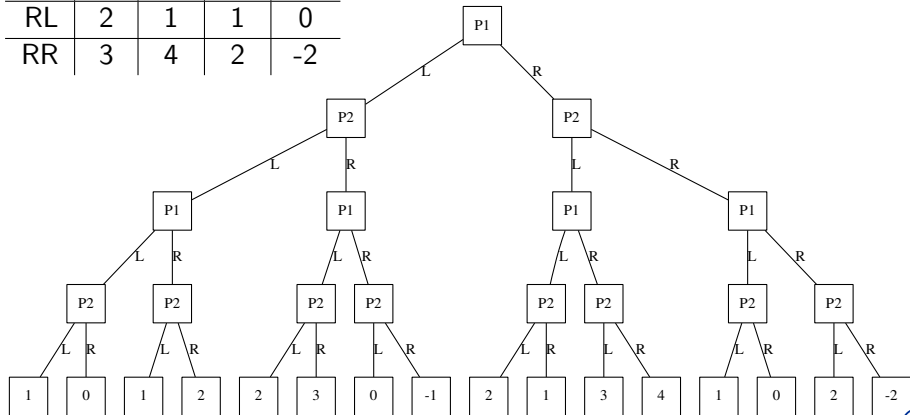 RL 2 1 1 0
RR 3 4 2 -2
P1
L R
P2 P2
L R L R
P1 P1 P1 P1
L R L R L R L R
P2 P2 P2 P2 P2 P2 P2 P2
L R L R L R L R L R L R L R L R
1 0 1 2 2 3 0 -1 2 1 3 4 1 0 2 -2